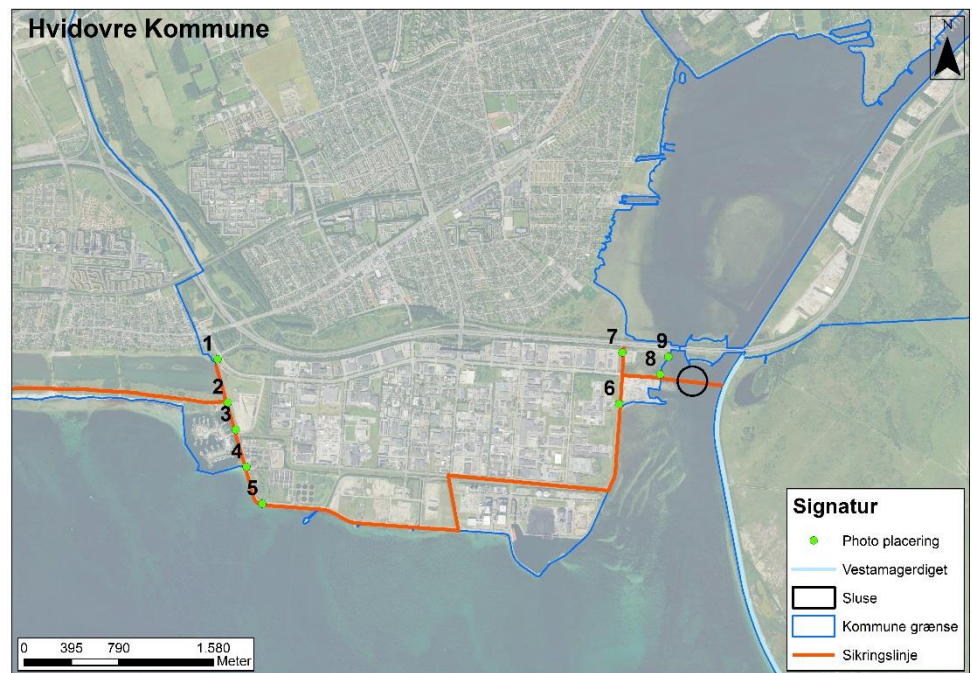 Hvidovre Kommune
N
1
2
3
4
5
6
7
8
9
Signatur
Photo placering
Vestamagerdiget
Sluse
Kommune grænse
Sikringslinje
0 395 790 1.580
Meter